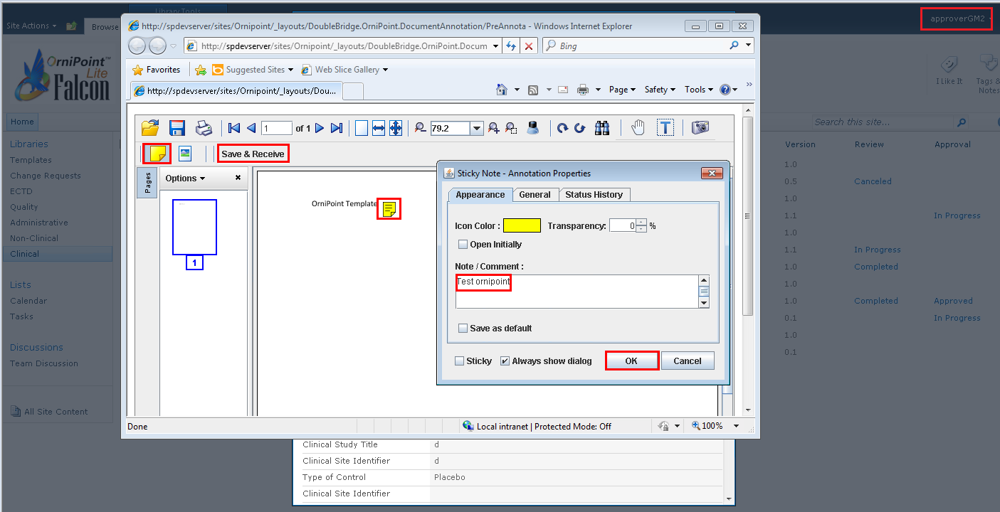 Library Tools
Site Actions
Browse
approverGM2
OrniPoint™
Lite
Falcon
I Like It
Tags &
Notes
Home
Search this site...
Libraries
Templates
Change Requests
ECTD
Quality
Administrative
Non-Clinical
Clinical
Lists
Calendar
Tasks
Discussions
Team Discussion
All Site Content
http://spdevserver/sites/Ornipoint/_layouts/DoubleBridge.OrniPoint.DocumentAnnotation/PreAnnota - Windows Internet Explorer
http://spdevserver/sites/Ornipoint/_layouts/DoubleBridge.OrniPoint.Docum
Bing
Favorites
Suggested Sites
Web Slice Gallery
http://spdevserver/sites/Ornipoint/_layouts/Dou...
Page
Safety
Tools
»
1 of 1
79.2
T
Save & Receive
Pages
Options
1
OrniPoint Template
Sticky Note - Annotation Properties
Appearance General Status History
Icon Color : Transparency: 0 %
Open Initially
Note / Comment :
Test ornipoint
Save as default
Sticky Always show dialog OK Cancel
Done
Local intranet | Protected Mode: Off
100%
Version Review Approval
1.0
0.5 Canceled
1.0
1.1 In Progress
1.0
1.1 In Progress
1.0 Completed
1.0
1.0 Completed Approved
0.1 In Progress
1.0
0.1
Clinical Study Title d
Clinical Site Identifier d
Type of Control Placebo
Clinical Site Identifier